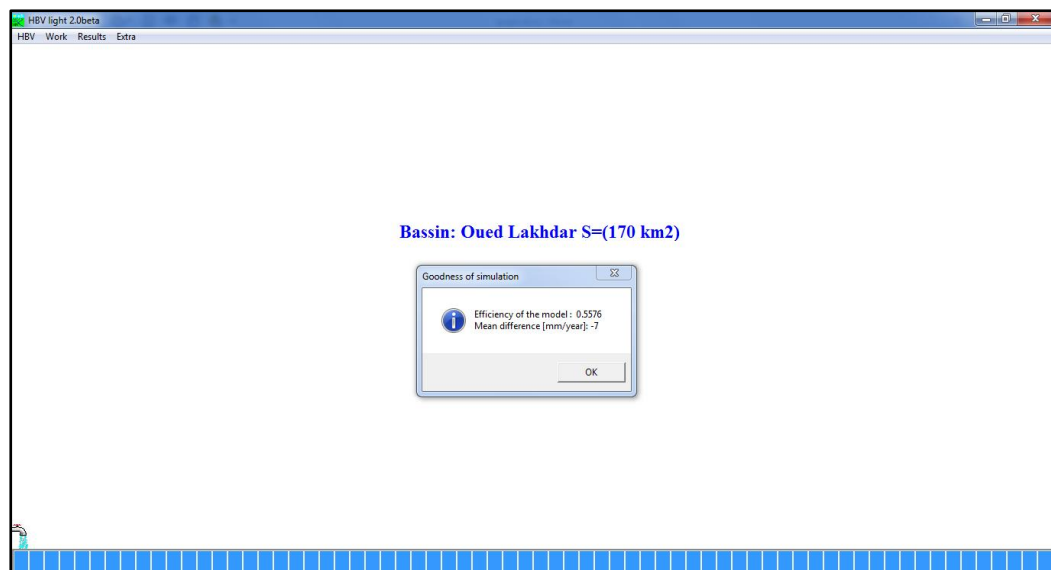 HBV light 2.0beta
HBV Work Results Extra
Bassin: Oued Lakhdar S=(170 km2)
Goodness of simulation
Efficiency of the model : 0.5576
Mean difference [mm/year]: -7
OK